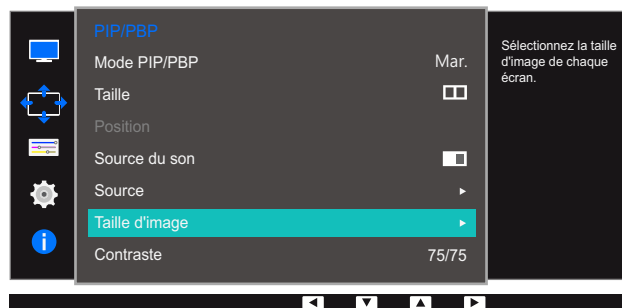 PIP/PBP
Mode PIP/PBP Mar.
Taille
Position
Source du son
Source
Taille d'image
Contraste 75/75
Sélectionnez la taille
d'image de chaque
écran.